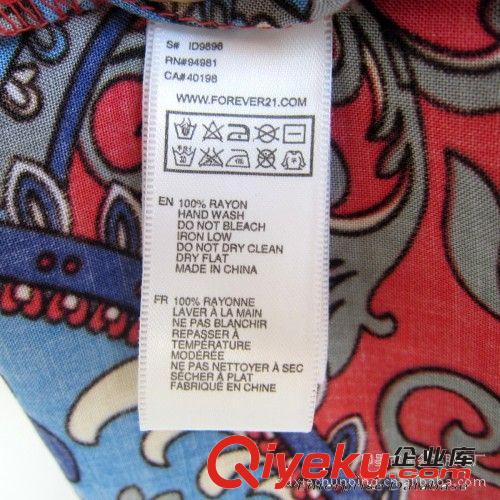 S# ID9896
RN#94981
CA#40198
WWW.FOREVER21.COM
EN 100% RAYON
HAND WASH
DO NOT BLEACH
IRON LOW
DO NOT DRY CLEAN
DRY FLAT
MADE IN CHINA
FR 100% RAYONNE
LAVER À LA MAIN
NE PAS BLANCHIR
REPASSER À
TEMPÉRATURE
MODÉRÉE
NE PAS NETTOYER À SEC
SÉCHER À PLAT
FABRIQUÉ EN CHINE
Qiyeku.com 企业库